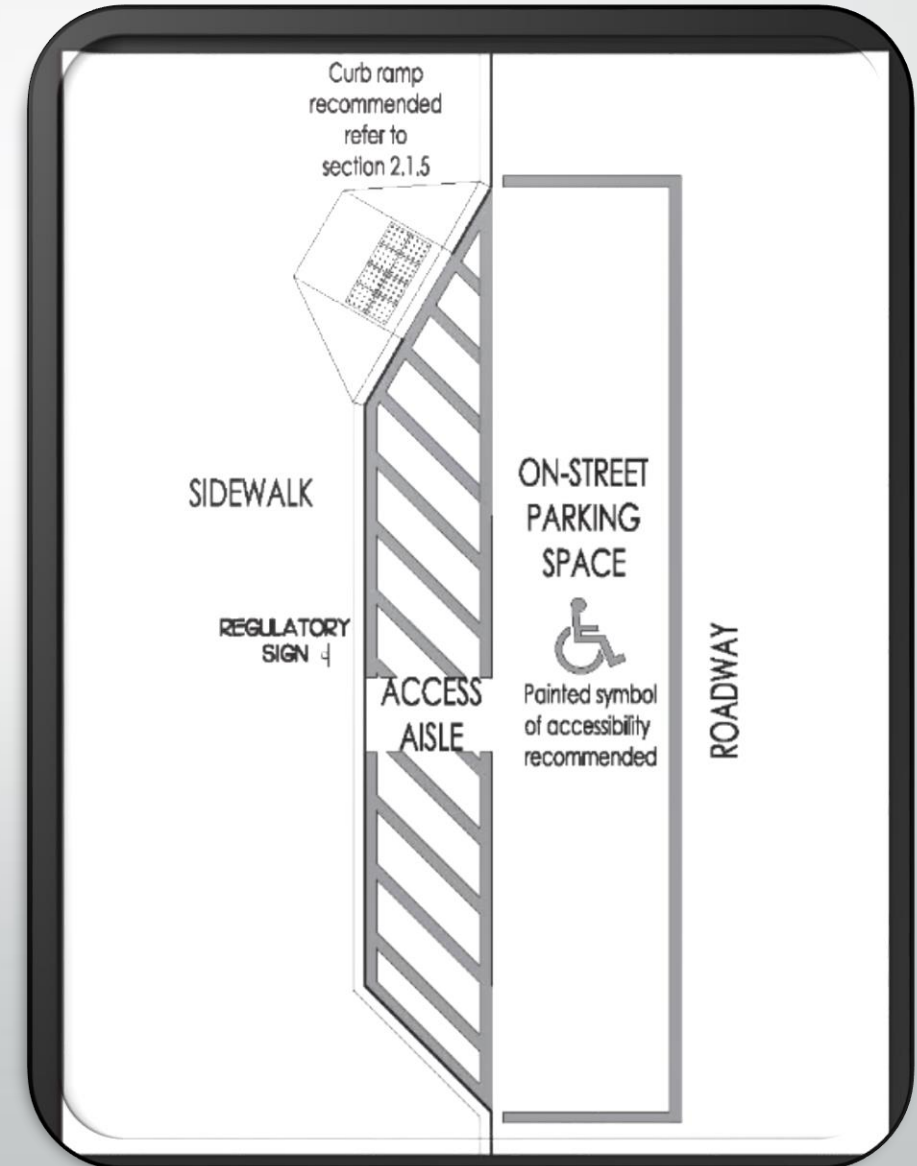 Curb ramp
recommended
refer to
section 2.1.5
SIDEWALK
ON-STREET
PARKING
SPACE
REGULATORY
SIGN
ACCESS
AISLE
Painted symbol
of accessibility
recommended
ROADWAY